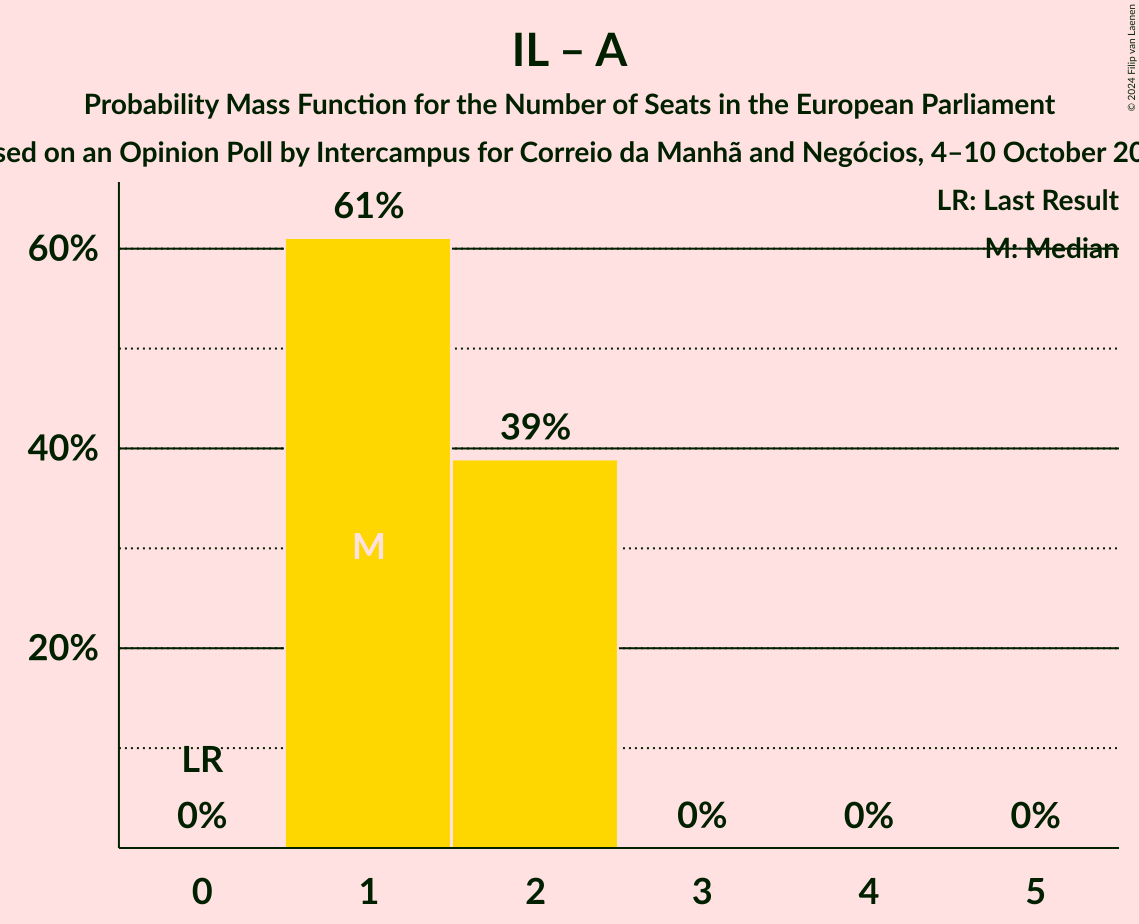 IL – A
Probability Mass Function for the Number of Seats in the European Parliament
sed on an Opinion Poll by Intercampus for Correio da Manhã and Negócios, 4–10 October 20
© 2024 Filip van Laenen
LR: Last Result
M: Median
61%
60%
39%
40%
M
20%
LR
0%
0%
0%
0%
0
1
2
3
4
5